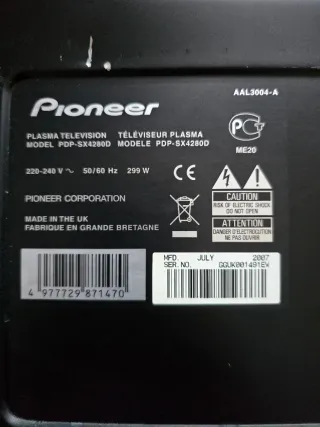 AAL3004-A
Pioneer
PLASMA TELEVISION TÉLÉVISEUR PLASMA
MODEL PDP-SX4280D MODELE PDP-SX4280D
ME20
220-240 V ~ 50/60 Hz 299 W
CE
PIONEER CORPORATION
CAUTION
RISK OF ELECTRIC SHOCK
DO NOT OPEN
MADE IN THE UK
FABRIQUE EN GRANDE BRETAGNE
ATTENTION
DANGER D'ELECTROCUTION
NE PAS OUVRIR
MFD. JULY 2007
SER.NO. GGUK001491EW
4 977729 871470